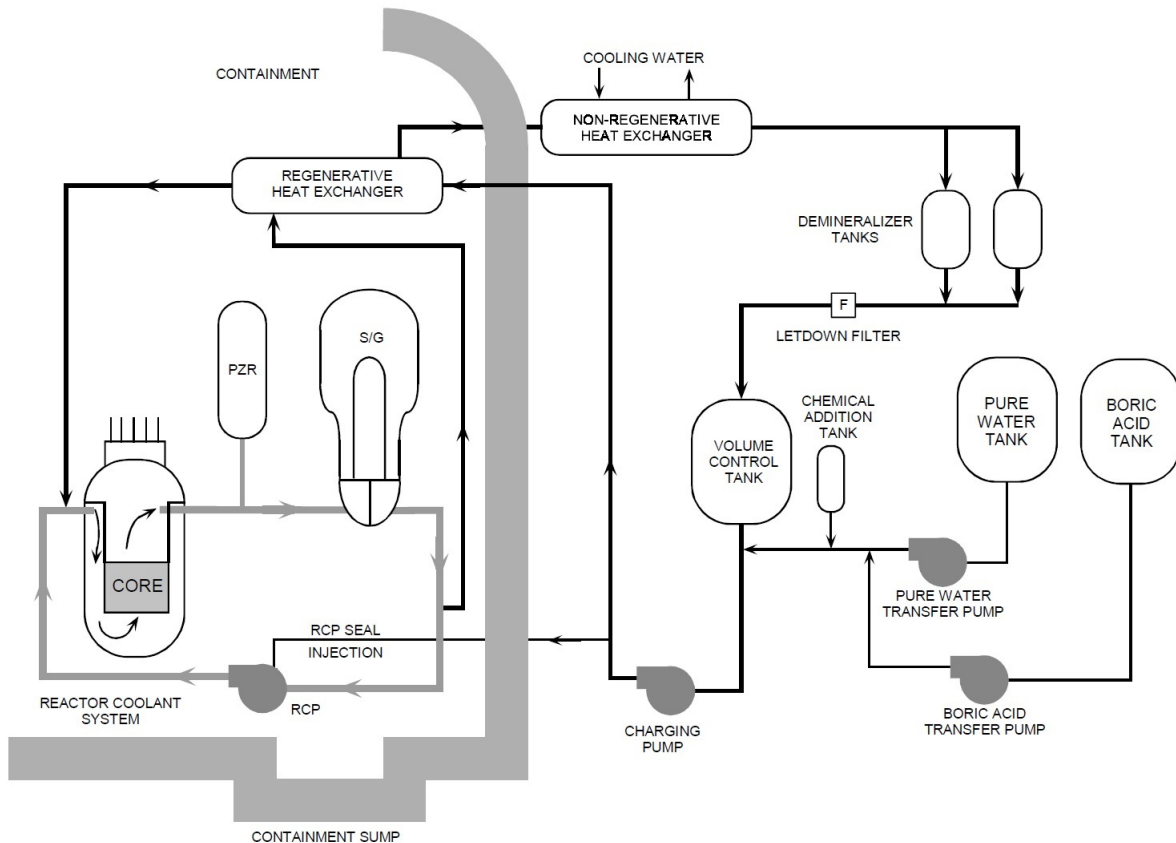 CONTAINMENT
COOLING WATER
NON-REGENERATIVE
HEAT EXCHANGER
REGENERATIVE
HEAT EXCHANGER
DEMINERALIZER
TANKS
F
LETDOWN FILTER
S/G
PZR
CHEMICAL
ADDITION
TANK
PURE
WATER
TANK
BORIC
ACID
TANK
VOLUME
CONTROL
TANK
CORE
PURE WATER
TRANSFER PUMP
RCP SEAL
INJECTION
REACTOR COOLANT
SYSTEM
RCP
CHARGING
PUMP
BORIC ACID
TRANSFER PUMP
CONTAINMENT SUMP